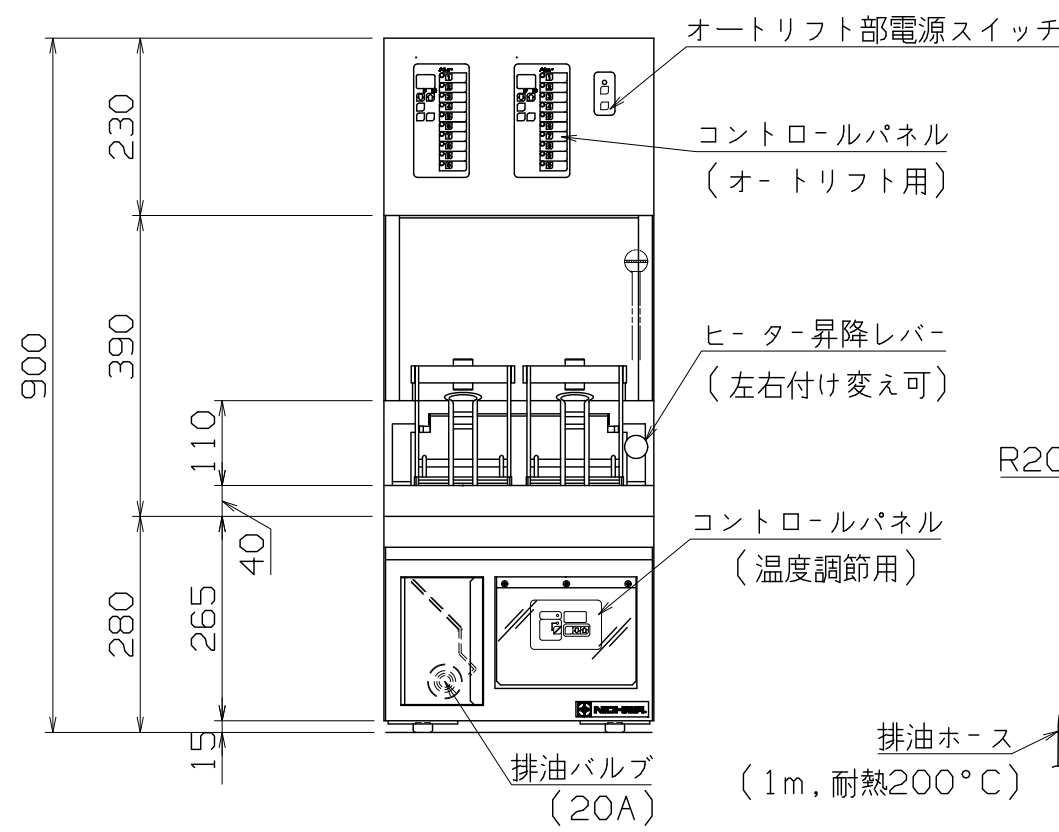 オートリフト部電源スイッチ
230
コントロールパネル
(オートリフト用)
900
390
ヒーター昇降レバー
(左右付け変え可)
110
R20
40
コントロールパネル
(温度調節用)
280
265
15
排油バルブ
(20A)
排油ホース
(1m,耐熱200°C)